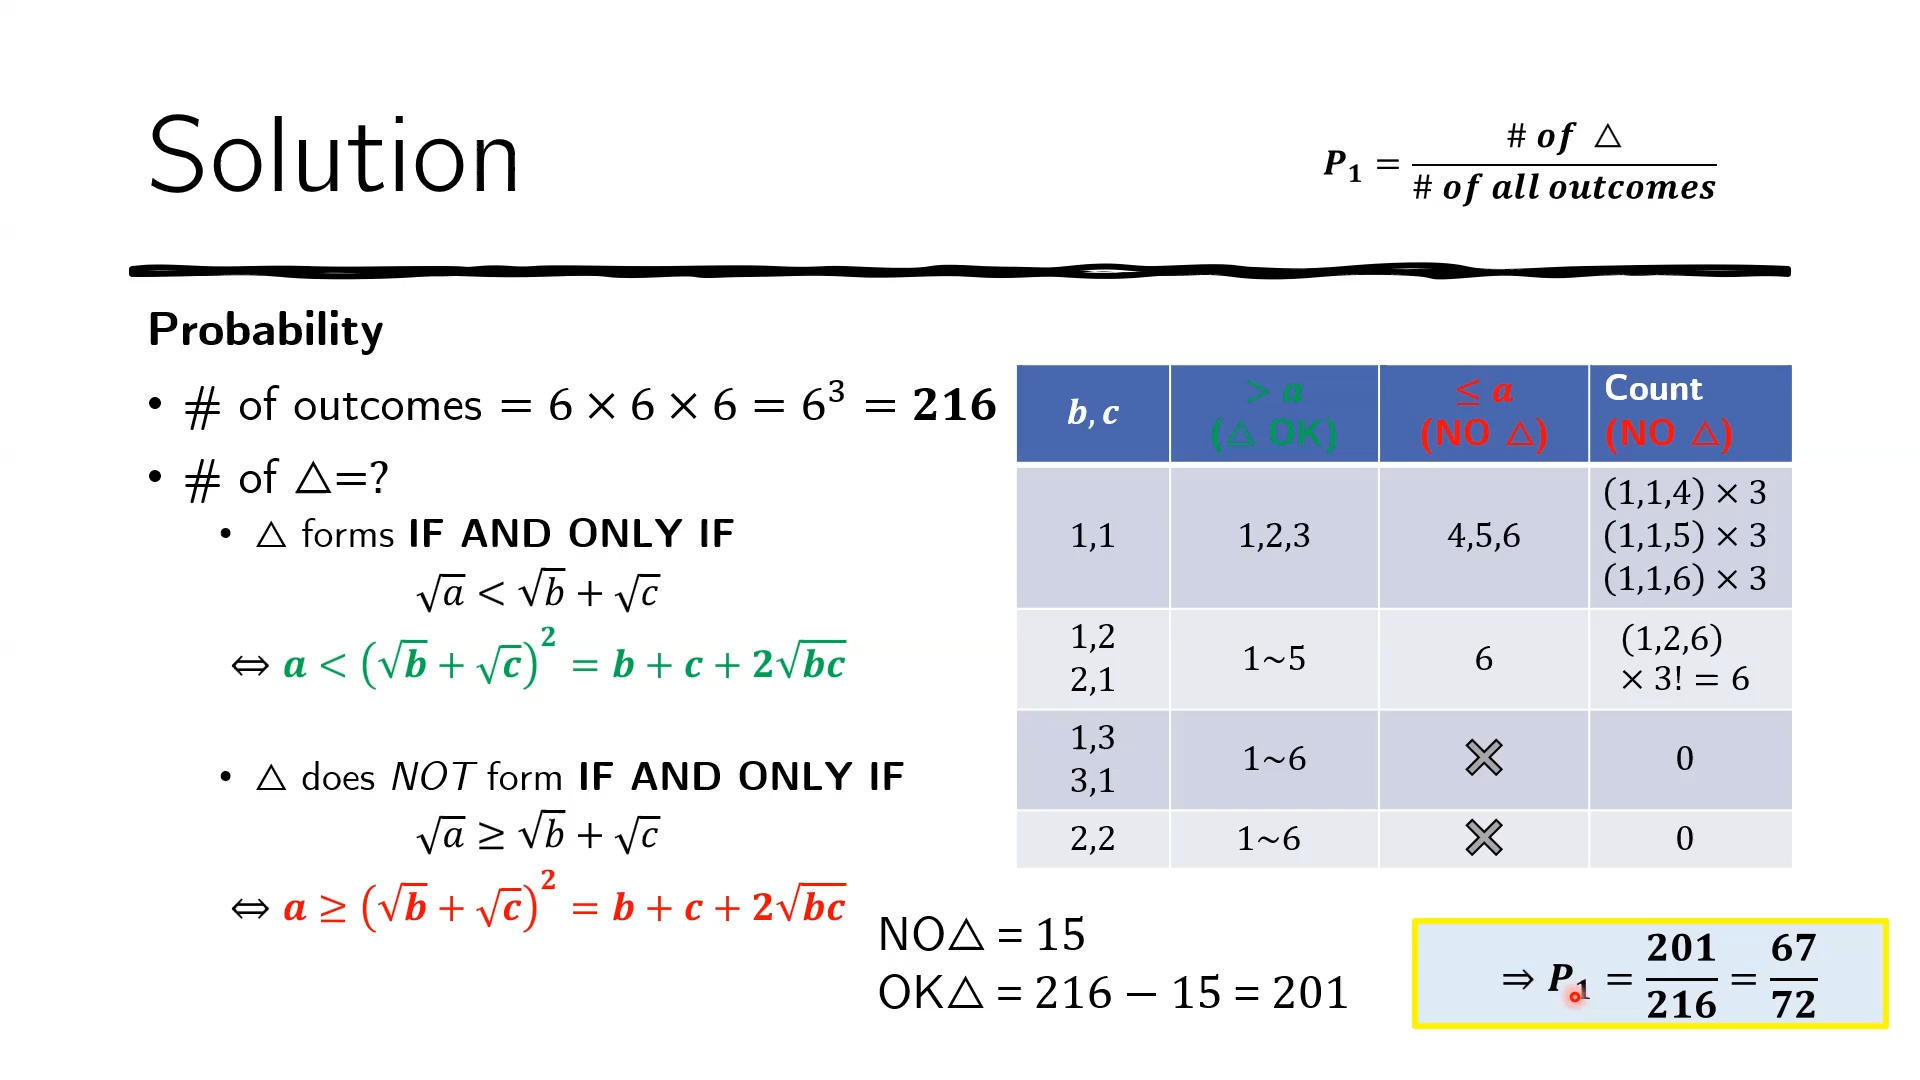 Solution
P₁ = # of △ / # of all outcomes
Probability
• # of outcomes = 6 × 6 × 6 = 6³ = 216
• # of △=?
• △ forms IF AND ONLY IF
√a < √b + √c
⇔ a < (√b + √c)² = b + c + 2√bc
• △ does NOT form IF AND ONLY IF
√a ≥ √b + √c
⇔ a ≥ (√b + √c)² = b + c + 2√bc
b, c
> a
(△ OK)
≤ a
(NO △)
Count
(NO △)
1,1
1,2,3
4,5,6
(1,1,4) × 3
(1,1,5) × 3
(1,1,6) × 3
1,2
2,1
1~5
6
(1,2,6)
× 3! = 6
1,3
3,1
1~6
0
2,2
1~6
0
NO△ = 15
OK△ = 216 − 15 = 201
⇒ P₁ = 201/216 = 67/72